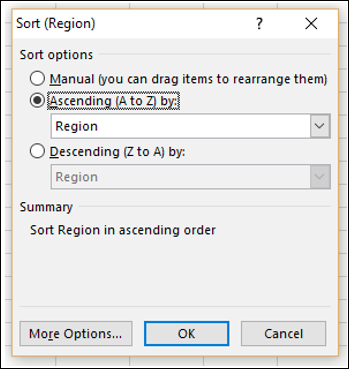 Sort (Region)
Sort options
Manual (you can drag items to rearrange them)
Ascending (A to Z) by:
Region
Descending (Z to A) by:
Region
Summary
Sort Region in ascending order
More Options...
OK
Cancel